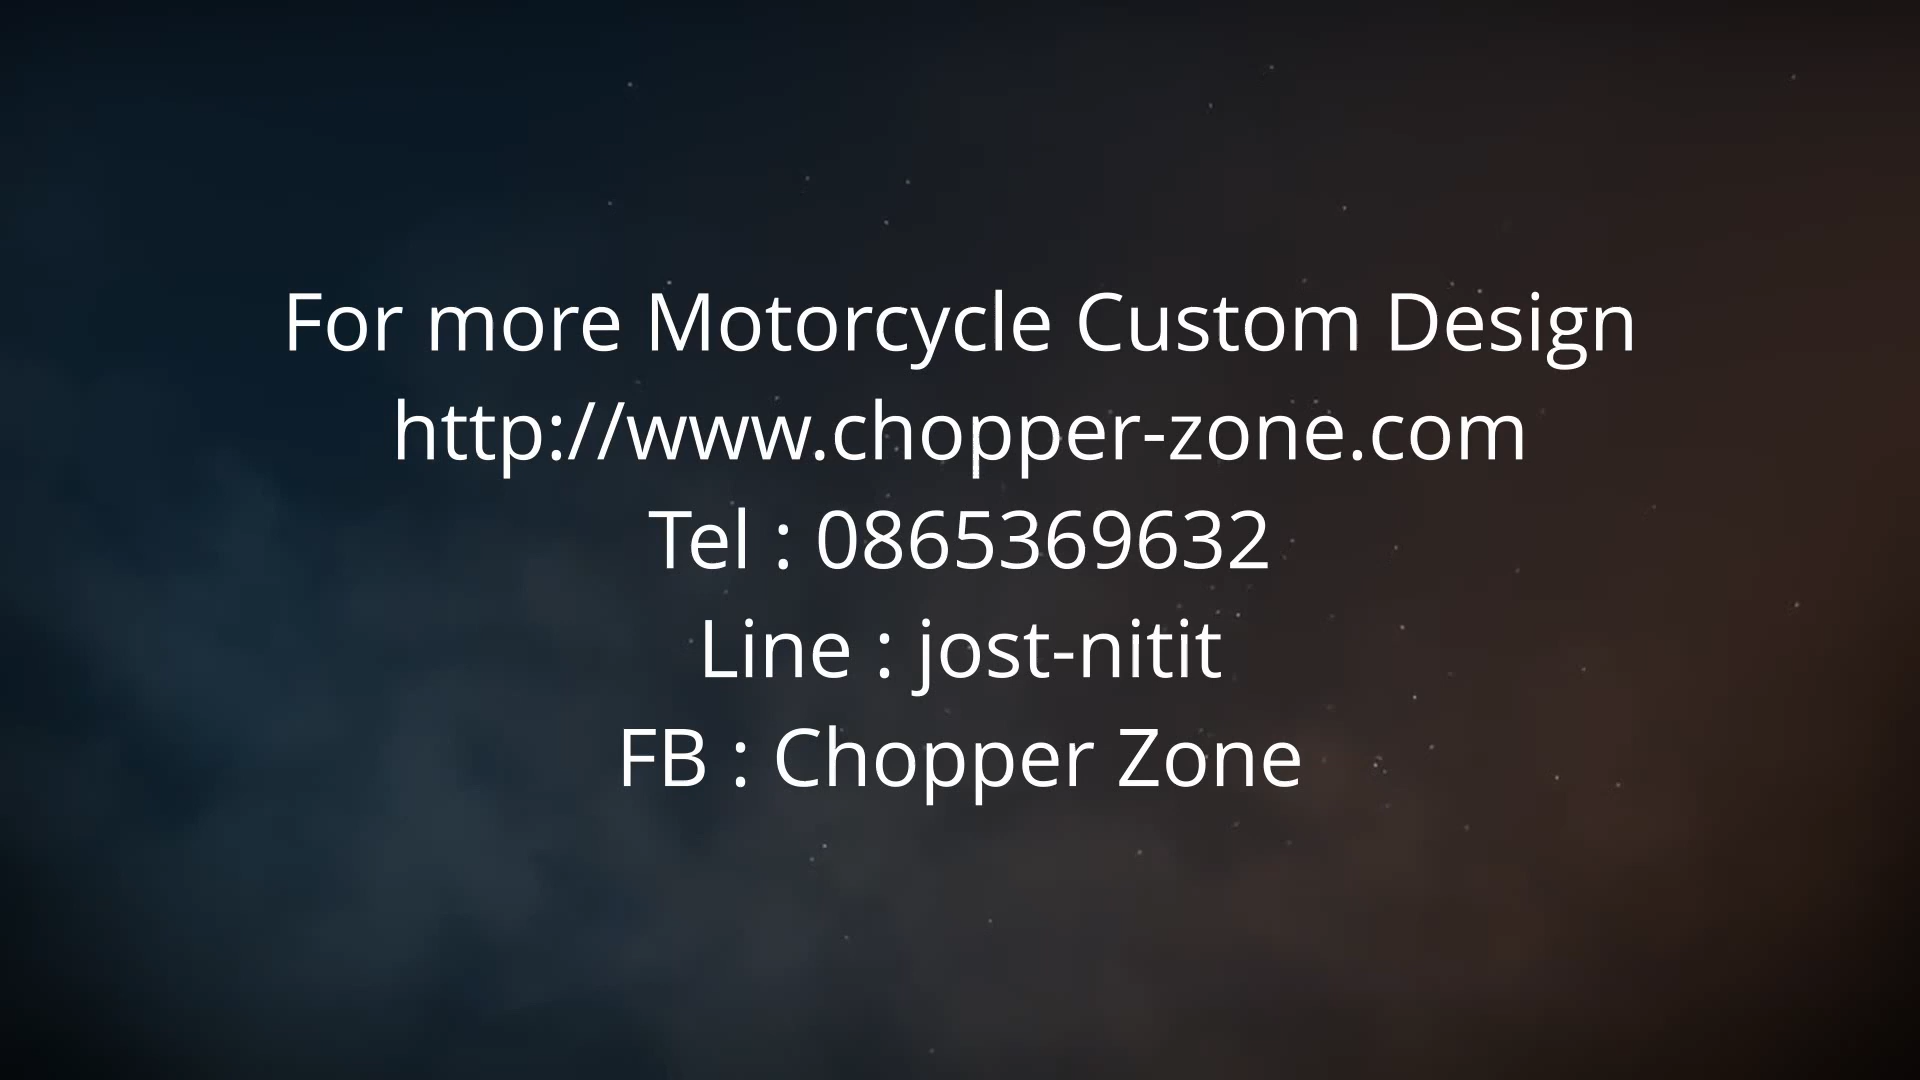 For more Motorcycle Custom Design
http://www.chopper-zone.com
Tel : 0865369632
Line : jost-nitit
FB : Chopper Zone